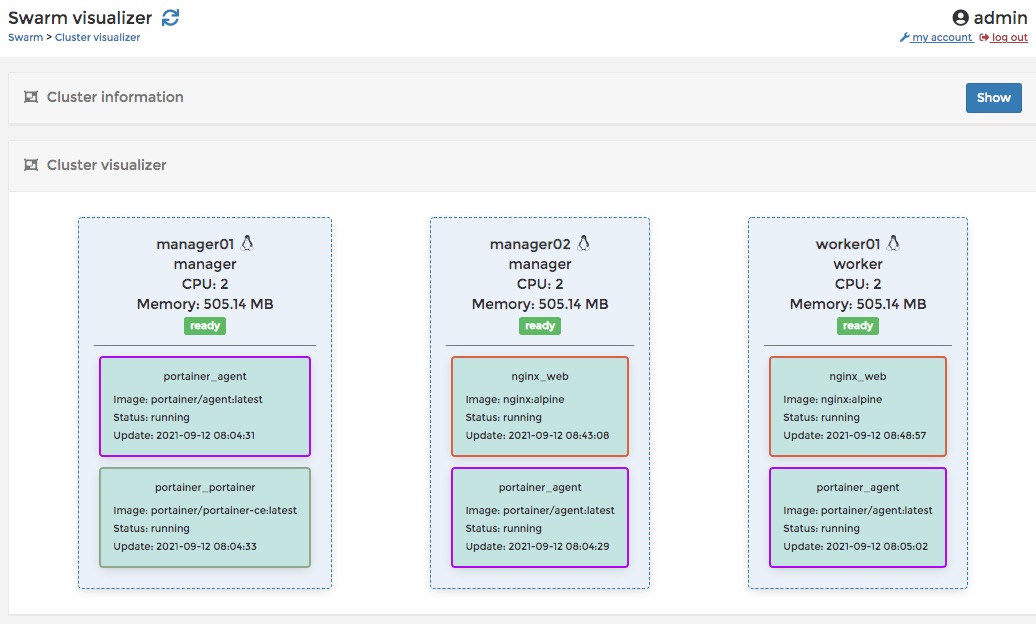 Swarm visualizer
admin
Swarm > Cluster visualizer
my account log out
Cluster information
Show
Cluster visualizer
manager01
manager
CPU: 2
Memory: 505.14 MB
ready
portainer_agent
Image: portainer/agent:latest
Status: running
Update: 2021-09-12 08:04:31
portainer_portainer
Image: portainer/portainer-ce:latest
Status: running
Update: 2021-09-12 08:04:33
manager02
manager
CPU: 2
Memory: 505.14 MB
ready
nginx_web
Image: nginx:alpine
Status: running
Update: 2021-09-12 08:43:08
portainer_agent
Image: portainer/agent:latest
Status: running
Update: 2021-09-12 08:04:29
worker01
worker
CPU: 2
Memory: 505.14 MB
ready
nginx_web
Image: nginx:alpine
Status: running
Update: 2021-09-12 08:48:57
portainer_agent
Image: portainer/agent:latest
Status: running
Update: 2021-09-12 08:05:02